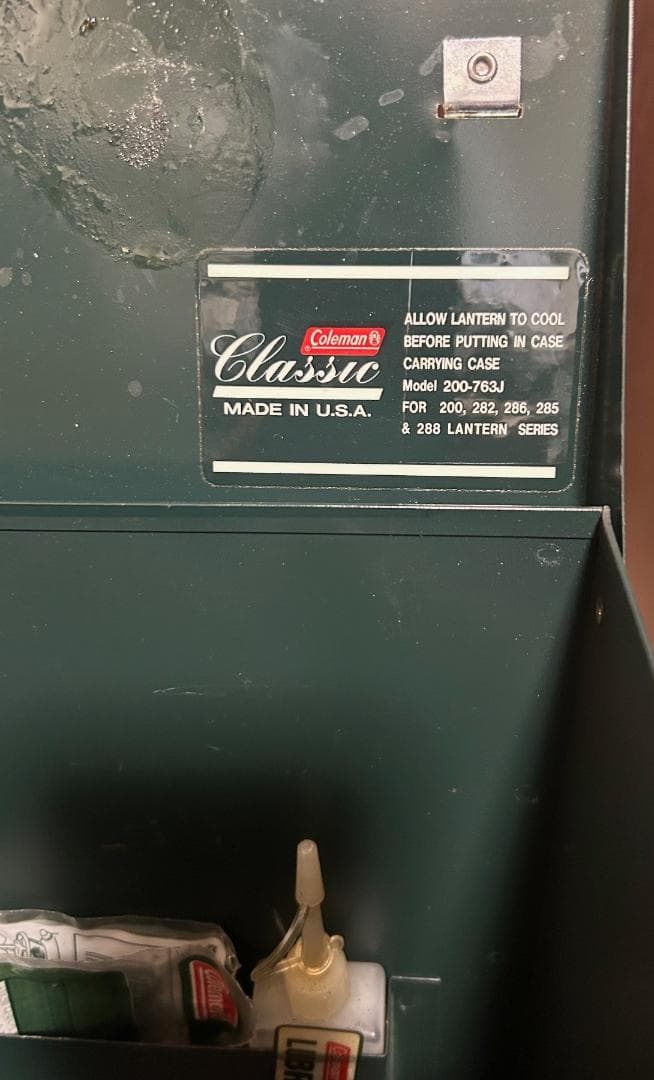 Coleman ®
Classic
MADE IN U.S.A.
ALLOW LANTERN TO COOL
BEFORE PUTTING IN CASE
CARRYING CASE
Model 200-763J
FOR 200, 282, 286, 285
& 288 LANTERN SERIES